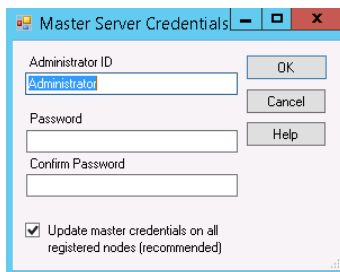 Master Server Credentials
Administrator ID
Administrator
OK
Cancel
Password
Help
Confirm Password
Update master credentials on all
registered nodes (recommended)